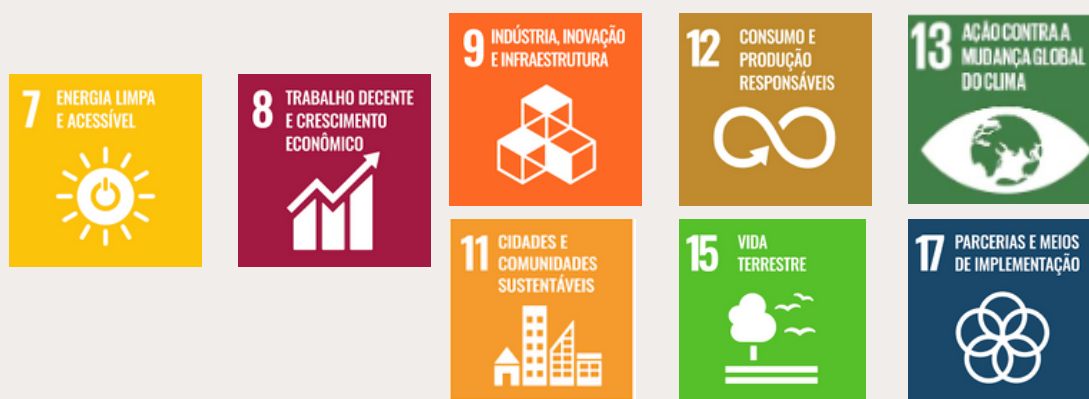 7 ENERGIA LIMPA
E ACESSÍVEL
8 TRABALHO DECENTE
E CRESCIMENTO
ECONÔMICO
9 INDÚSTRIA, INOVAÇÃO
E INFRAESTRUTURA
12 CONSUMO E
PRODUÇÃO
RESPONSÁVEIS
13 AÇÃO CONTRA A
MUDANÇA GLOBAL
DO CLIMA
11 CIDADES E
COMUNIDADES
SUSTENTÁVEIS
15 VIDA
TERRESTRE
17 PARCERIAS E MEIOS
DE IMPLEMENTAÇÃO